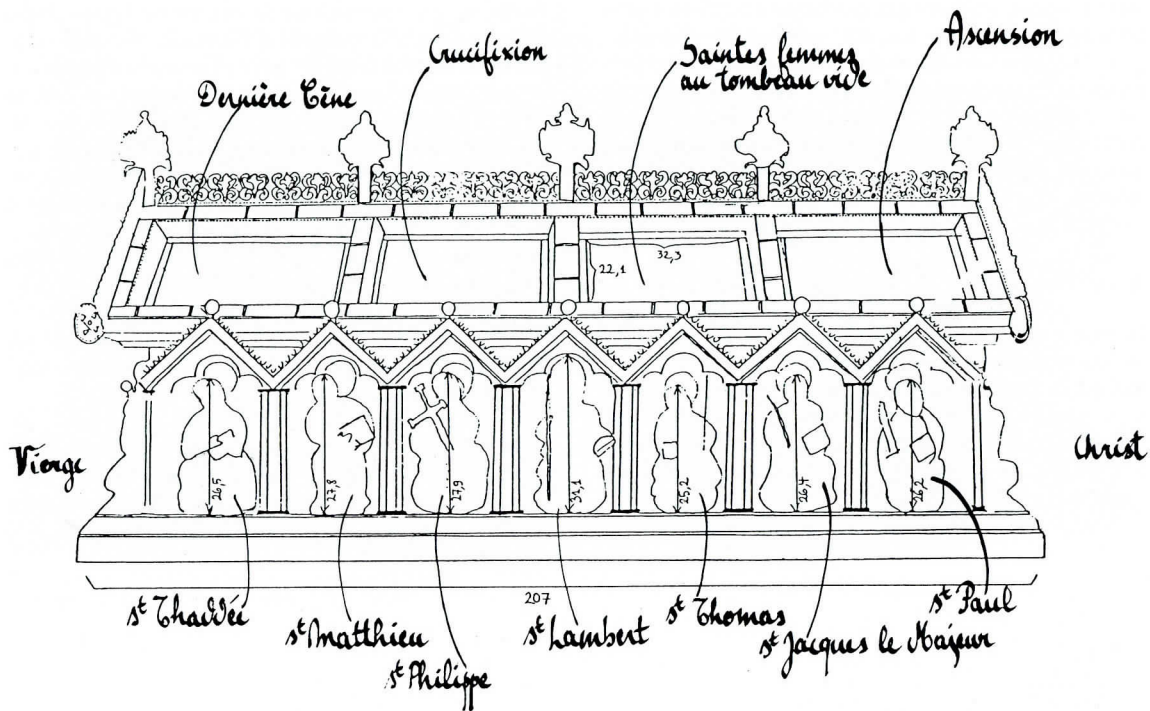 Dernière Cène
Crucifixion
Saintes femmes
au tombeau vide
Ascension
22,1
32,3
Vierge
Christ
26,5
27,8
27,9
25,2
26,4
26,2
207
st Thaddée
st Matthieu
st Philippe
st Lambert
st Thomas
st Jacques le Majeur
st Paul